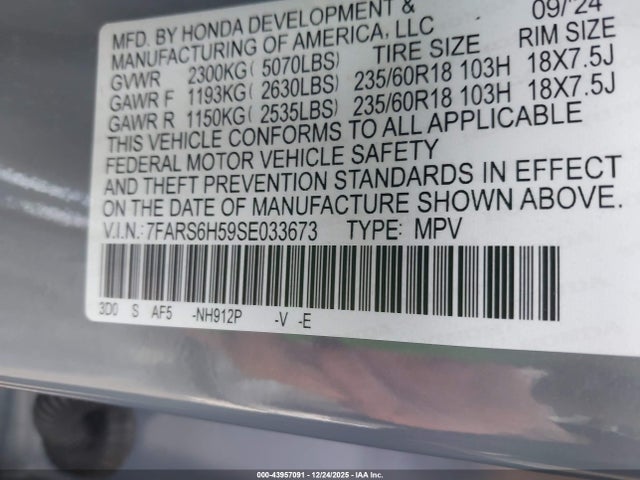 MFD. BY HONDA DEVELOPMENT & 09/'24
MANUFACTURING OF AMERICA, LLC TIRE SIZE RIM SIZE
GVWR 2300KG ( 5070LBS)
GAWR F 1193KG ( 2630LBS) 235/60R18 103H 18X7.5J
GAWR R 1150KG ( 2535LBS) 235/60R18 103H 18X7.5J
THIS VEHICLE CONFORMS TO ALL APPLICABLE
FEDERAL MOTOR VEHICLE SAFETY
AND THEFT PREVENTION STANDARDS IN EFFECT
ON THE DATE OF MANUFACTURE SHOWN ABOVE.
V.I.N.: 7FARS6H59SE033673 TYPE: MPV
3D0 S AF5 -NH912P -V -E
000-43957091 - 12/24/2025 - IAA Inc.